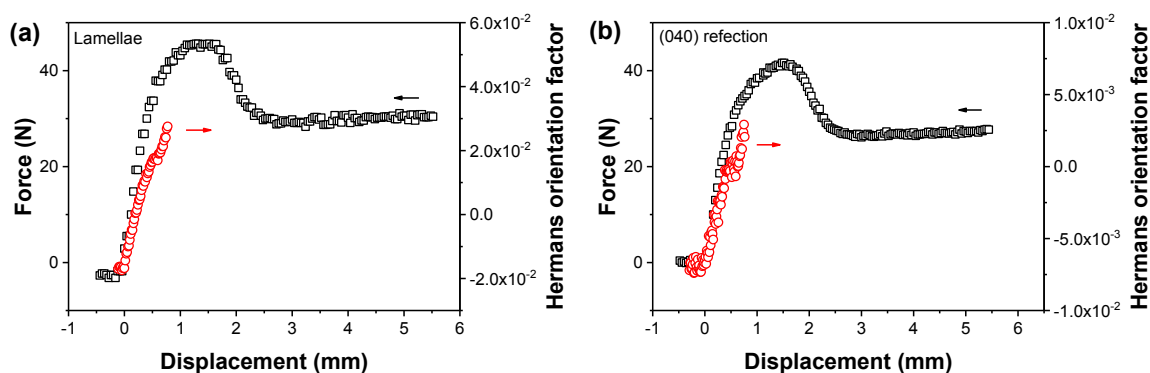 (a)
Lamellae
Force (N)
40
20
0
6.0x10⁻²
4.0x10⁻²
2.0x10⁻²
0.0
-2.0x10⁻²
Hermans orientation factor
-1 0 1 2 3 4 5 6
Displacement (mm)
(b)
(040) refection
Force (N)
40
20
0
1.0x10⁻²
5.0x10⁻³
0.0
-5.0x10⁻³
-1.0x10⁻²
Hermans orientation factor
-1 0 1 2 3 4 5 6
Displacement (mm)